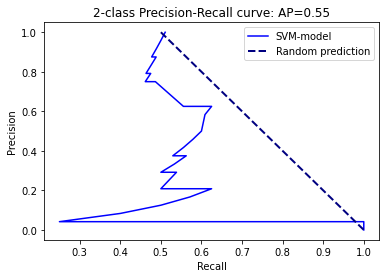 2-class Precision-Recall curve: AP=0.55
SVM-model
Random prediction
Precision
1.0
0.8
0.6
0.4
0.2
0.0
0.3 0.4 0.5 0.6 0.7 0.8 0.9 1.0
Recall